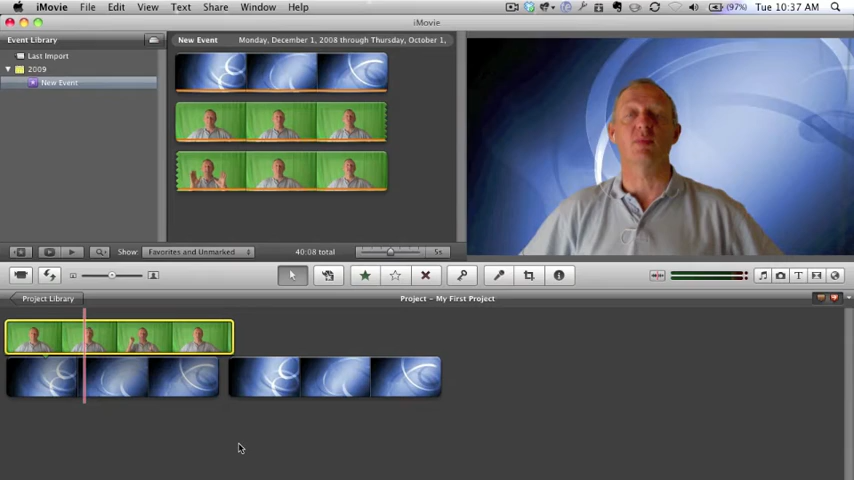 iMovie File Edit View Text Share Window Help (97%) Tue 10:37 AM
iMovie
Event Library New Event Monday, December 1, 2008 through Thursday, October 1,
Last Import
2009
New Event
Show: Favorites and Unmarked 40:08 total 5s
Project Library Project – My First Project